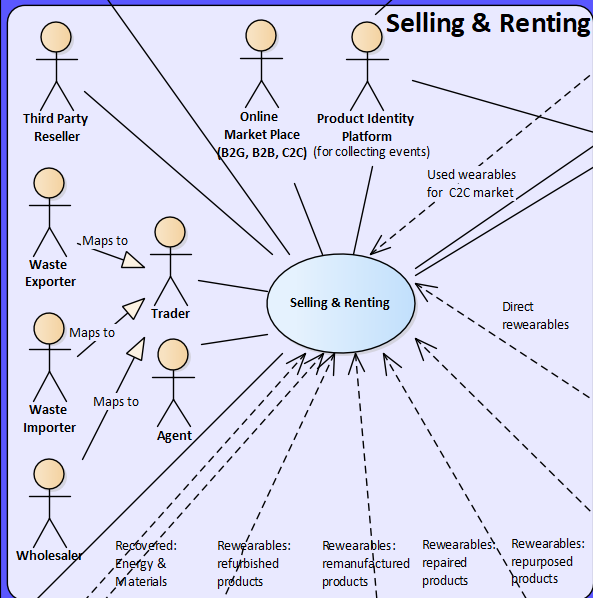 Selling & Renting
Third Party
Reseller
Online
Market Place
(B2G, B2B, C2C)
Product Identity
Platform
(for collecting events)
Used wearables
for C2C market
Waste
Exporter
Maps to
Trader
Selling & Renting
Direct
rewearables
Maps to
Waste
Importer
Maps to
Agent
Wholesaler
Recovered:
Energy &
Materials
Rewearables:
refurbished
products
Rewearables:
remanufactured
products
Rewearables:
repaired
products
Rewearables:
repurposed
products